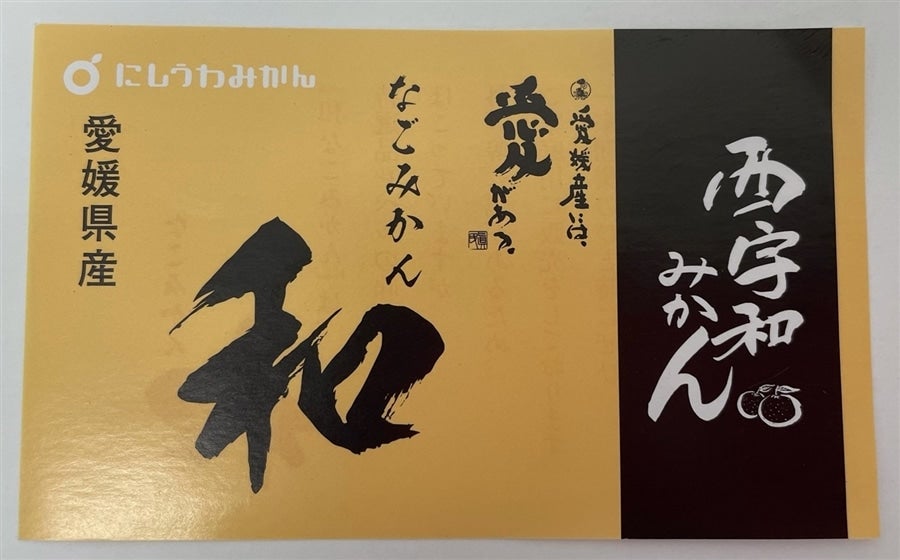 にしうわみかん
西宇和
みかん
愛媛産には、
愛がある。
なごみかん
和
愛媛県産